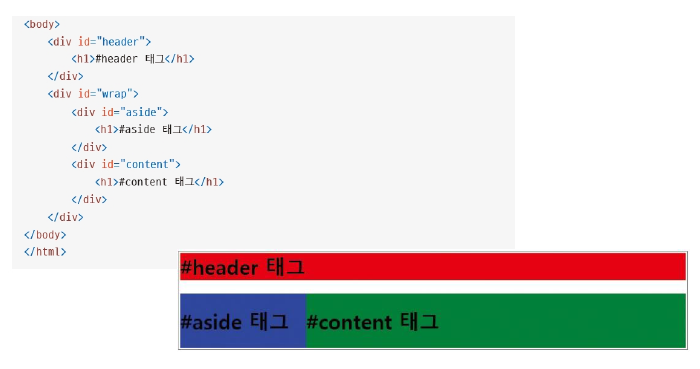 <body>
<div id="header">
<h1>#header 태그</h1>
</div>
<div id="wrap">
<div id="aside">
<h1>#aside 태그</h1>
</div>
<div id="content">
<h1>#content 태그</h1>
</div>
</div>
</body>
</html>
#header 태그
#aside 태그 #content 태그